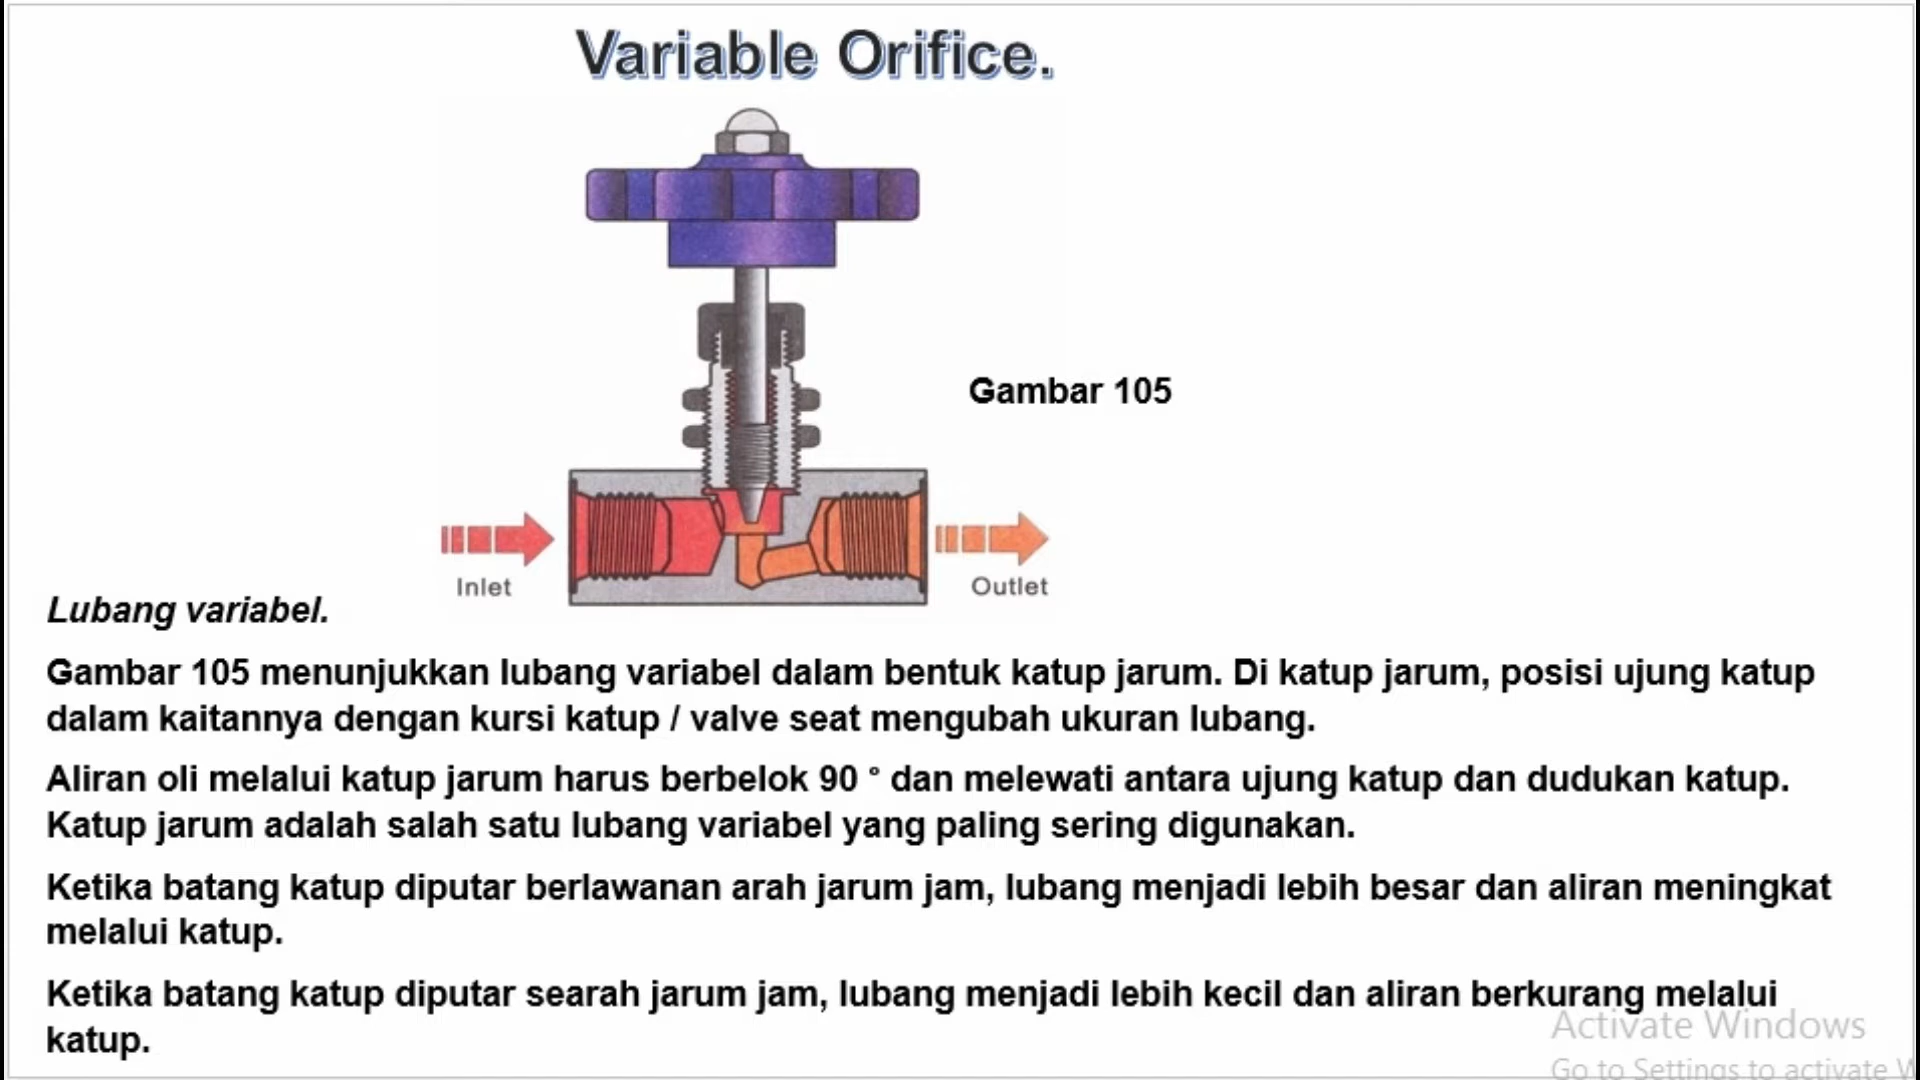 Variable Orifice.
Gambar 105
Inlet
Outlet
Lubang variabel.
Gambar 105 menunjukkan lubang variabel dalam bentuk katup jarum. Di katup jarum, posisi ujung katup
dalam kaitannya dengan kursi katup / valve seat mengubah ukuran lubang.
Aliran oli melalui katup jarum harus berbelok 90 ° dan melewati antara ujung katup dan dudukan katup.
Katup jarum adalah salah satu lubang variabel yang paling sering digunakan.
Ketika batang katup diputar berlawanan arah jarum jam, lubang menjadi lebih besar dan aliran meningkat
melalui katup.
Ketika batang katup diputar searah jarum jam, lubang menjadi lebih kecil dan aliran berkurang melalui
katup.
Activate Windows
Go to Settings to activate W